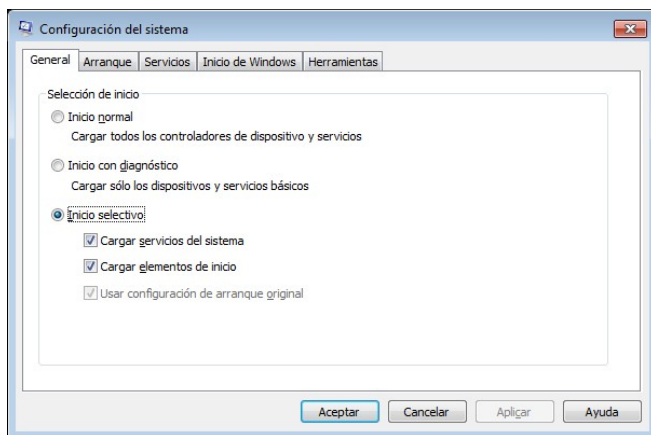 Configuración del sistema
General Arranque Servicios Inicio de Windows Herramientas
Selección de inicio
Inicio normal
Cargar todos los controladores de dispositivo y servicios
Inicio con diagnóstico
Cargar sólo los dispositivos y servicios básicos
Inicio selectivo
Cargar servicios del sistema
Cargar elementos de inicio
Usar configuración de arranque original
Aceptar Cancelar Aplicar Ayuda